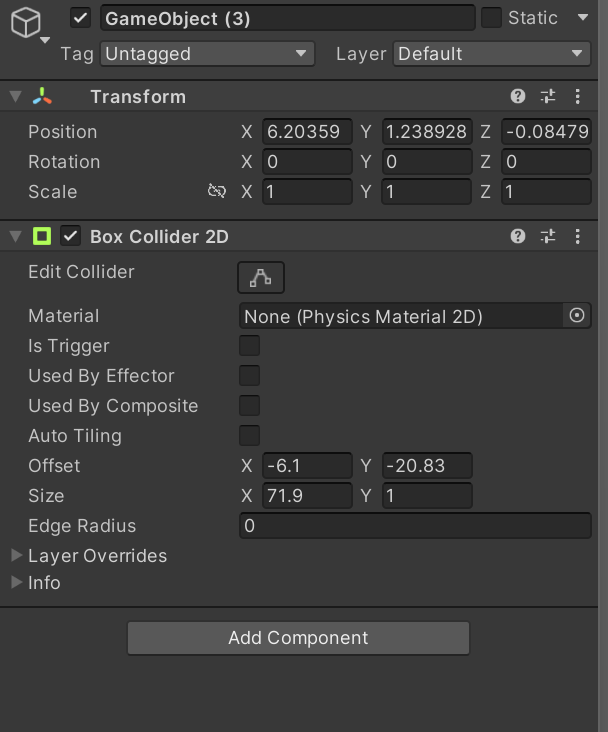 GameObject (3) Static
Tag Untagged Layer Default
Transform
Position X 6.20359 Y 1.238928 Z -0.08479
Rotation X 0 Y 0 Z 0
Scale X 1 Y 1 Z 1
Box Collider 2D
Edit Collider
Material None (Physics Material 2D)
Is Trigger
Used By Effector
Used By Composite
Auto Tiling
Offset X -6.1 Y -20.83
Size X 71.9 Y 1
Edge Radius 0
Layer Overrides
Info
Add Component